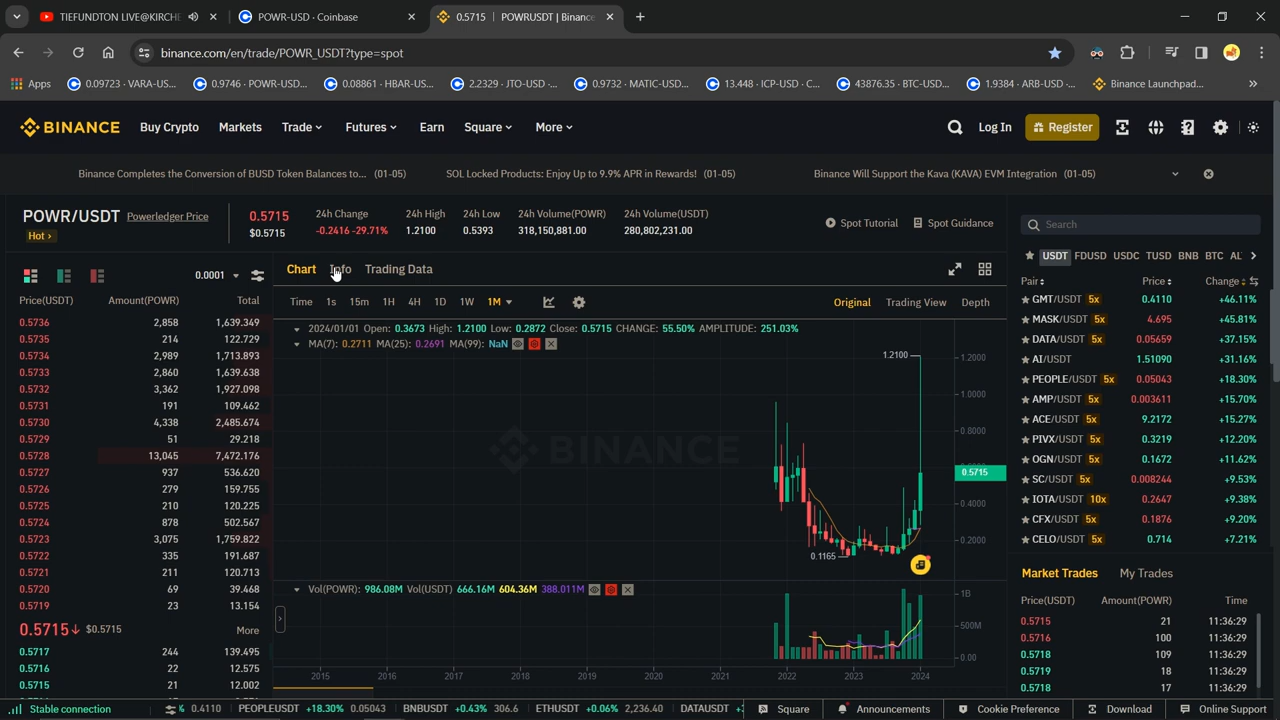 TIEFUNDTON LIVE@KIRCHE
POWR-USD · Coinbase
0.5715 | POWRUSDT | Binance
binance.com/en/trade/POWR_USDT?type=spot
Apps
0.09723 · VARA-US...
0.9746 · POWR-USD...
0.08861 · HBAR-US...
2.2329 · JTO-USD ·...
0.9732 · MATIC-USD...
13.448 · ICP-USD · C...
43876.35 · BTC-USD...
1.9384 · ARB-USD ·...
Binance Launchpad...
BINANCE Buy Crypto Markets Trade Futures Earn Square More
Log In Register
Binance Completes the Conversion of BUSD Token Balances to... (01-05)
SOL Locked Products: Enjoy Up to 9.9% APR in Rewards! (01-05)
Binance Will Support the Kava (KAVA) EVM Integration (01-05)
POWR/USDT Powerledger Price
Hot
0.5715
$0.5715
24h Change
-0.2416 -29.71%
24h High
1.2100
24h Low
0.5393
24h Volume(POWR)
318,150,881.00
24h Volume(USDT)
280,802,231.00
Spot Tutorial Spot Guidance
0.0001
Price(USDT) Amount(POWR) Total
0.5736 2,858 1,639.349
0.5735 214 122.729
0.5734 2,989 1,713.893
0.5733 2,860 1,639.638
0.5732 3,362 1,927.098
0.5731 191 109.462
0.5730 4,338 2,485.674
0.5729 51 29.218
0.5728 13,045 7,472.176
0.5727 937 536.620
0.5726 279 159.755
0.5725 210 120.225
0.5724 878 502.567
0.5723 3,075 1,759.822
0.5722 335 191.687
0.5721 211 120.713
0.5720 69 39.468
0.5719 23 13.154
0.5715↓ $0.5715 More
0.5717 244 139.495
0.5716 22 12.575
0.5715 21 12.002
Chart Info Trading Data
Time 1s 15m 1H 4H 1D 1W 1M
Original Trading View Depth
2024/01/01 Open: 0.3673 High: 1.2100 Low: 0.2872 Close: 0.5715 CHANGE: 55.50% AMPLITUDE: 251.03%
MA(7): 0.2711 MA(25): 0.2691 MA(99): NaN
1.2100
1.2000
1.0000
0.8000
BINANCE
0.5715
0.4000
0.2000
0.1165
Vol(POWR): 986.08M Vol(USDT) 666.16M 604.36M 388.011M
1B
500M
0.00
2015 2016 2017 2018 2019 2020 2021 2022 2023 2024
Search
USDT FDUSD USDC TUSD BNB BTC AL
Pair Price Change
GMT/USDT 5x 0.4110 +46.11%
MASK/USDT 5x 4.695 +45.81%
DATA/USDT 5x 0.05659 +37.15%
AI/USDT 1.51090 +31.16%
PEOPLE/USDT 5x 0.05043 +18.30%
AMP/USDT 5x 0.003611 +15.70%
ACE/USDT 5x 9.2172 +15.27%
PIVX/USDT 5x 0.3219 +12.20%
OGN/USDT 5x 0.1672 +11.62%
SC/USDT 5x 0.008244 +9.53%
IOTA/USDT 10x 0.2647 +9.38%
CFX/USDT 5x 0.1876 +9.20%
CELO/USDT 5x 0.714 +7.21%
Market Trades My Trades
Price(USDT) Amount(POWR) Time
0.5715 21 11:36:29
0.5716 100 11:36:29
0.5718 109 11:36:29
0.5719 18 11:36:29
0.5718 17 11:36:29
Stable connection
% 0.4110 PEOPLEUSDT +18.30% 0.05043 BNBUSDT +0.43% 306.6 ETHUSDT +0.06% 2,236.40 DATAUSDT
Square Announcements Cookie Preference Download Online Support